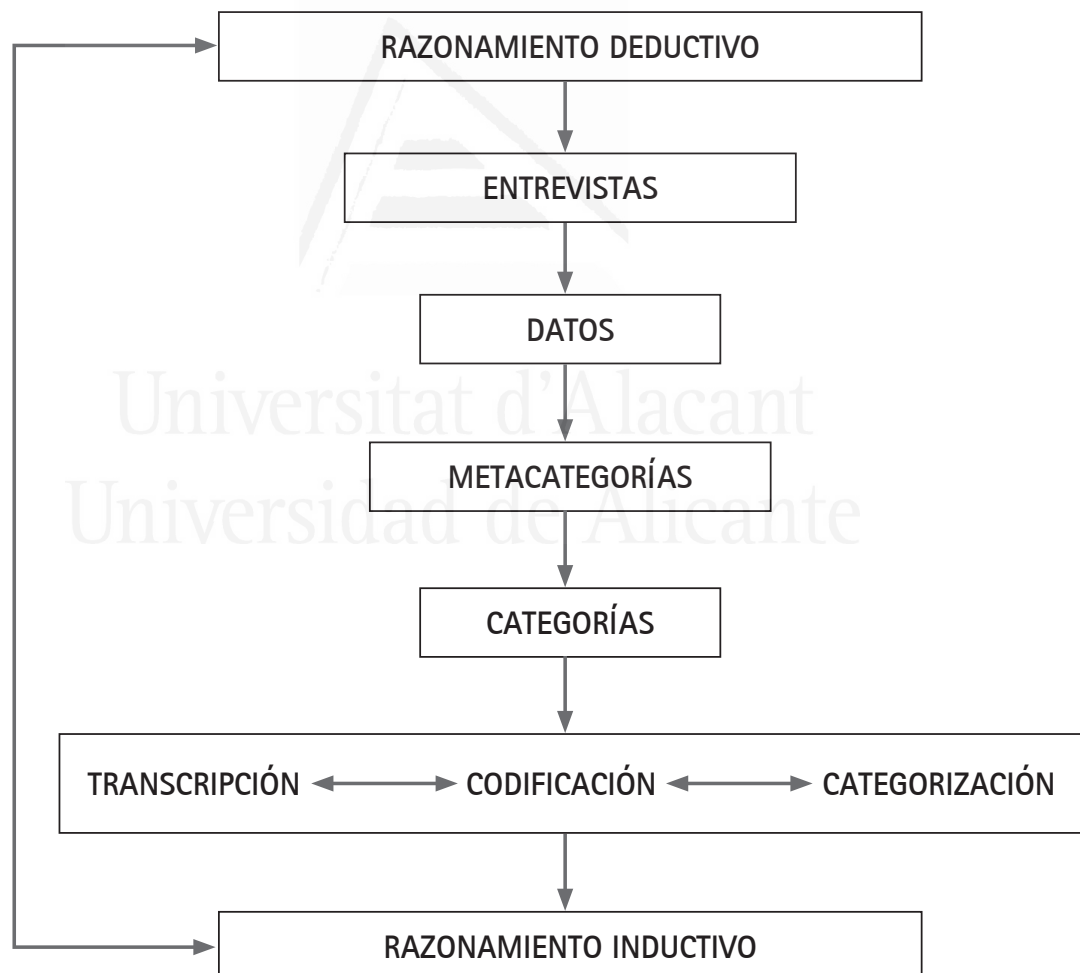 RAZONAMIENTO DEDUCTIVO
ENTREVISTAS
DATOS
Universitat d'Alacant
METACATEGORÍAS
Universidad de Alicante
CATEGORÍAS
TRANSCRIPCIÓN CODIFICACIÓN CATEGORIZACIÓN
RAZONAMIENTO INDUCTIVO